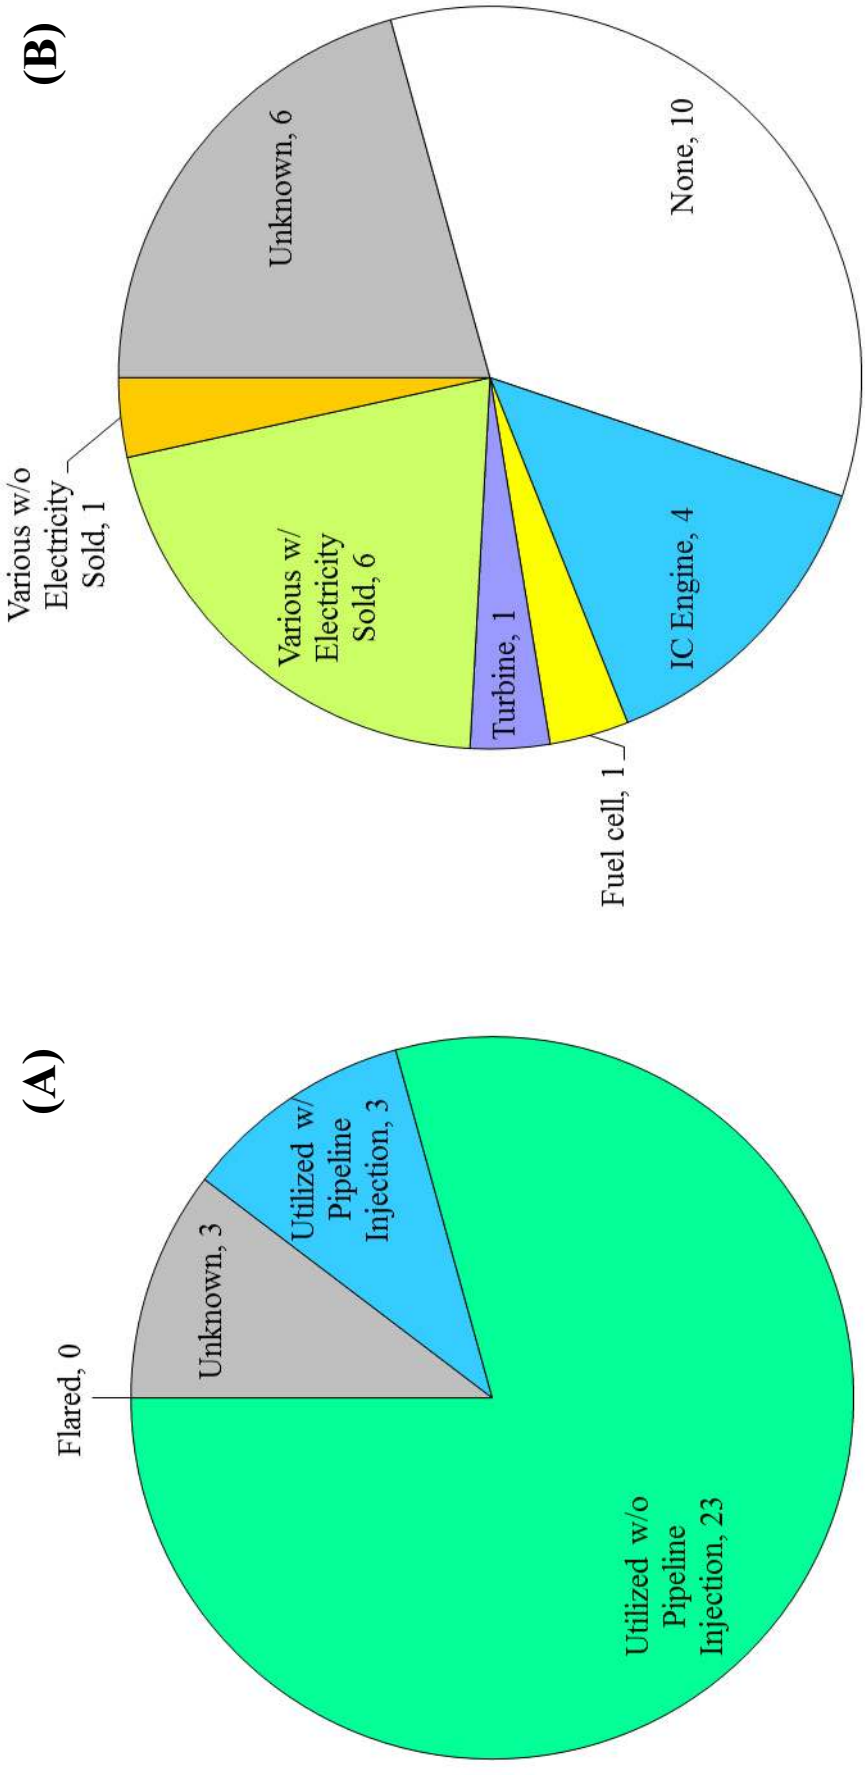 (A)
Flared, 0
Unknown, 3
Utilized w/
Pipeline
Injection, 3
Utilized w/o
Pipeline
Injection, 23
(B)
Various w/o
Electricity
Sold, 1
Unknown, 6
None, 10
IC Engine, 4
Fuel cell, 1
Turbine, 1
Various w/
Electricity
Sold, 6